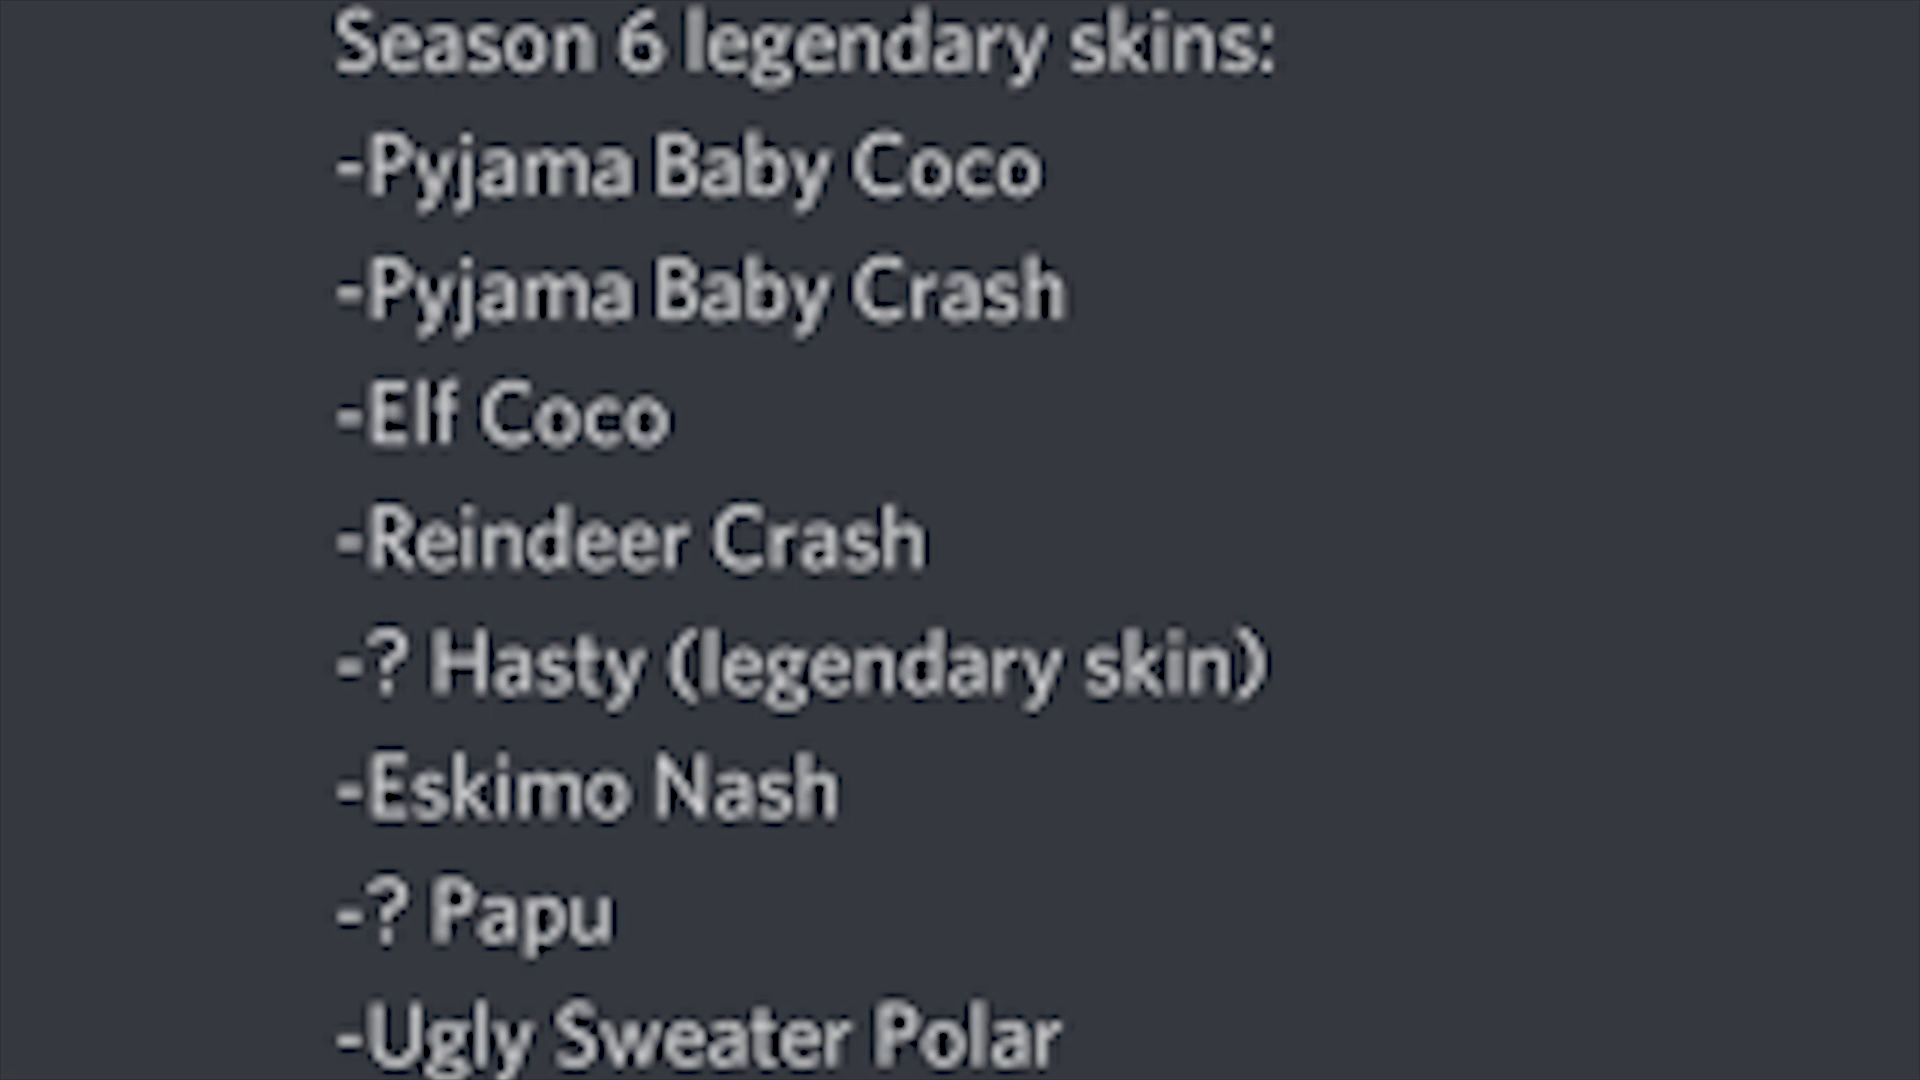 Season 6 legendary skins:
-Pyjama Baby Coco
-Pyjama Baby Crash
-Elf Coco
-Reindeer Crash
-? Hasty (legendary skin)
-Eskimo Nash
-? Papu
-Ugly Sweater Polar